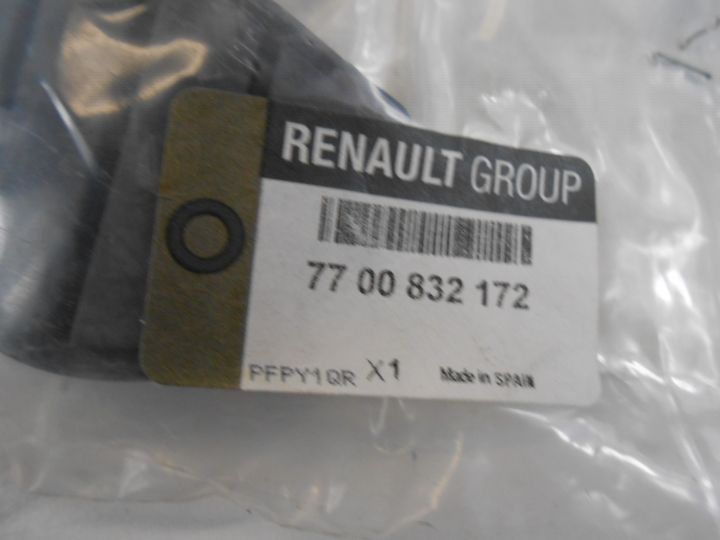 RENAULT GROUP
77 00 832 172
PFPY1QR X1 Made in SPAIN